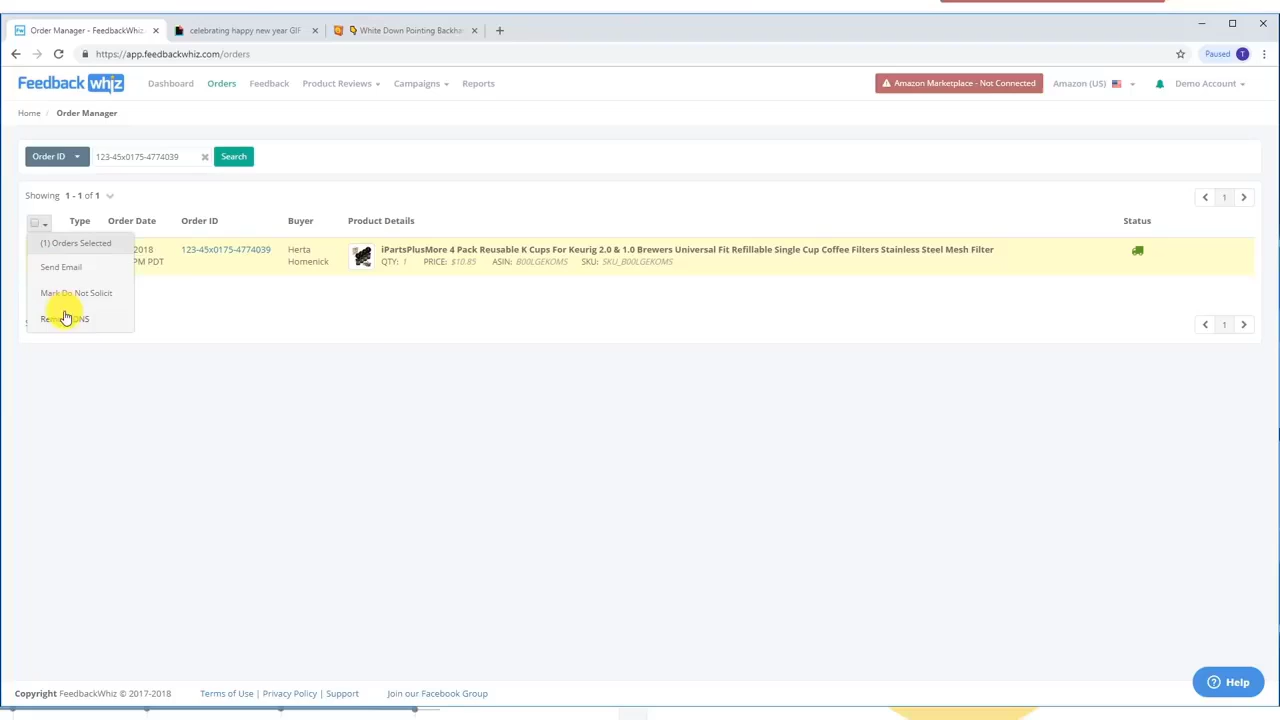 Order Manager - FeedbackWhiz
celebrating happy new year GIF
White Down Pointing Backha
https://app.feedbackwhiz.com/orders
Paused
T
Feedback whiz
Dashboard
Orders
Feedback
Product Reviews
Campaigns
Reports
Amazon Marketplace - Not Connected
Amazon (US)
Demo Account
Home / Order Manager
Order ID
123-45x0175-4774039
Search
Showing 1 - 1 of 1
1
Type
Order Date
Order ID
Buyer
Product Details
Status
(1) Orders Selected
Send Email
Mark Do Not Solicit
DNS
2018
PM PDT
123-45x0175-4774039
Herta
Homenick
iPartsPlusMore 4 Pack Reusable K Cups For Keurig 2.0 & 1.0 Brewers Universal Fit Refillable Single Cup Coffee Filters Stainless Steel Mesh Filter
QTY: 1 PRICE: $10.85 ASIN: B00LGEKOMS SKU: SKU_B00LGEKOMS
1
Copyright FeedbackWhiz © 2017-2018
Terms of Use | Privacy Policy | Support
Join our Facebook Group
Help